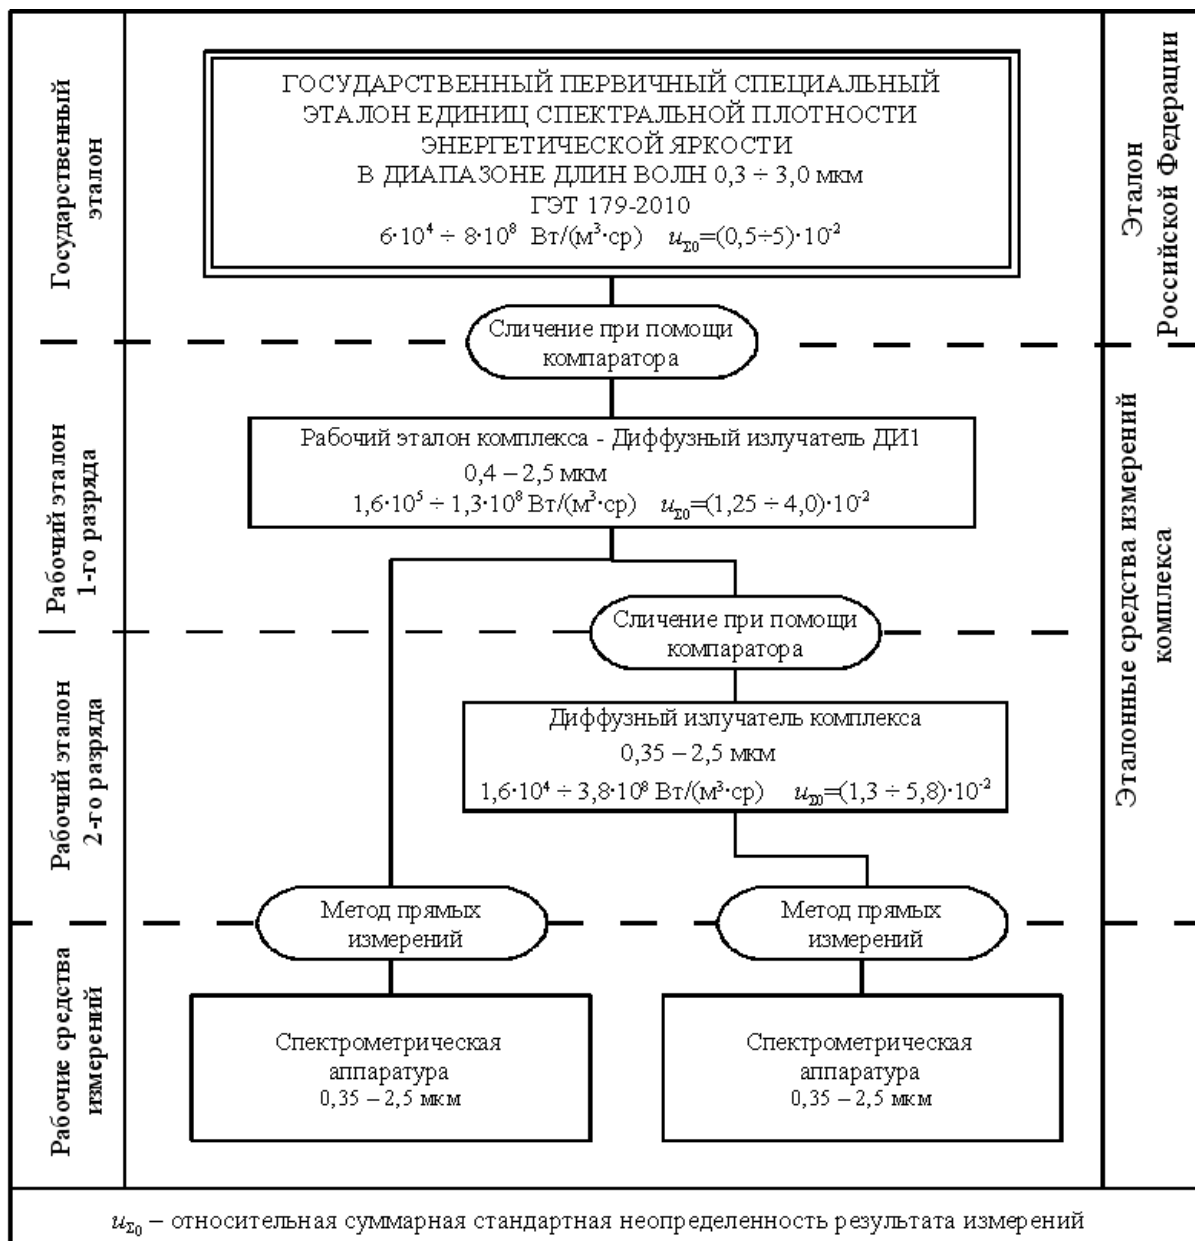 Государственный
эталон
ГОСУДАРСТВЕННЫЙ ПЕРВИЧНЫЙ СПЕЦИАЛЬНЫЙ
ЭТАЛОН ЕДИНИЦ СПЕКТРАЛЬНОЙ ПЛОТНОСТИ
ЭНЕРГЕТИЧЕСКОЙ ЯРКОСТИ
В ДИАПАЗОНЕ ДЛИН ВОЛН 0,3 ÷ 3,0 мкм
ГЭТ 179-2010
6·10⁴ ÷ 8·10⁸ Вт/(м³·ср) u_Σ0=(0,5÷5)·10⁻²
Эталон
Российской Федерации
Сличение при помощи
компаратора
Рабочий эталон
1-го разряда
Рабочий эталон комплекса - Диффузный излучатель ДИ1
0,4 – 2,5 мкм
1,6·10⁵ ÷ 1,3·10⁸ Вт/(м³·ср) u_Σ0=(1,25 ÷ 4,0)·10⁻²
Эталонные средства измерений
комплекса
Сличение при помощи
компаратора
Рабочий эталон
2-го разряда
Диффузный излучатель комплекса
0,35 – 2,5 мкм
1,6·10⁴ ÷ 3,8·10⁸ Вт/(м³·ср) u_Σ0=(1,3 ÷ 5,8)·10⁻²
Метод прямых
измерений
Метод прямых
измерений
Рабочие средства
измерений
Спектрометрическая
аппаратура
0,35 – 2,5 мкм
Спектрометрическая
аппаратура
0,35 – 2,5 мкм
u_Σ0 – относительная суммарная стандартная неопределенность результата измерений